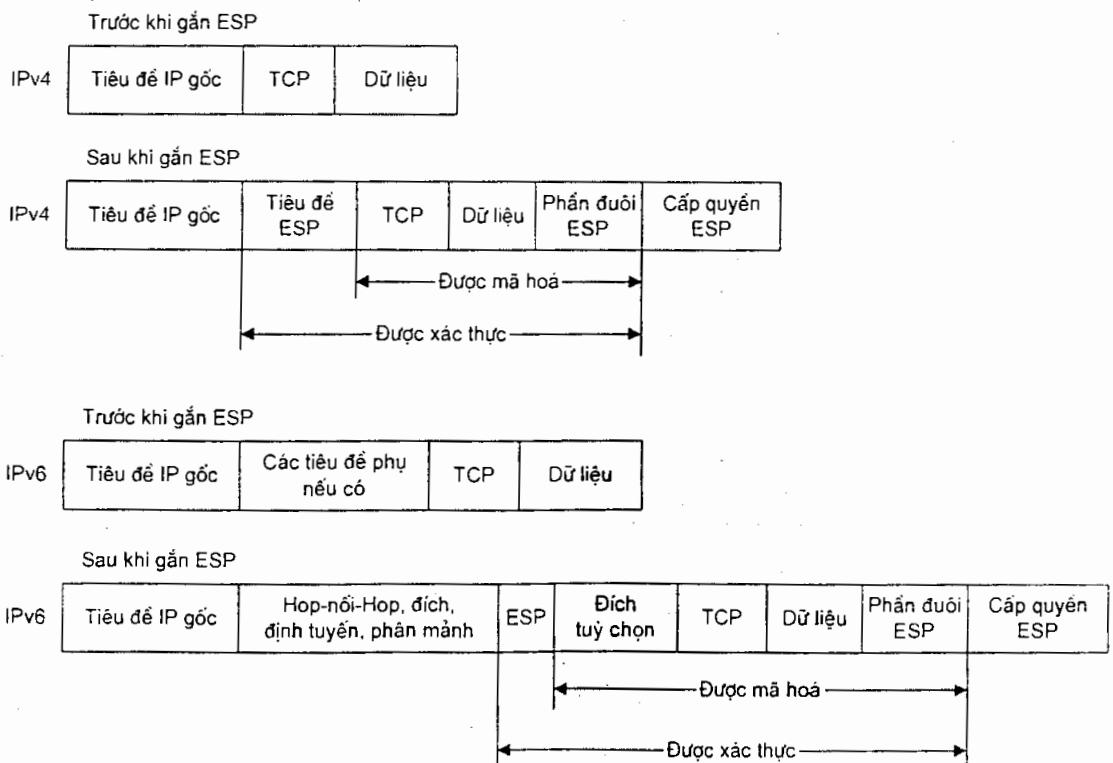 Trước khi gắn ESP
IPv4 Tiêu đề IP gốc TCP Dữ liệu
Sau khi gắn ESP
IPv4 Tiêu đề IP gốc Tiêu đề ESP TCP Dữ liệu Phần đuôi ESP Cấp quyền ESP
Được mã hoá
Được xác thực
Trước khi gắn ESP
IPv6 Tiêu đề IP gốc Các tiêu đề phụ nếu có TCP Dữ liệu
Sau khi gắn ESP
IPv6 Tiêu đề IP gốc Hop-nối-Hop, đích, định tuyến, phân mảnh ESP Đích tuỳ chọn TCP Dữ liệu Phần đuôi ESP Cấp quyền ESP
Được mã hoá
Được xác thực